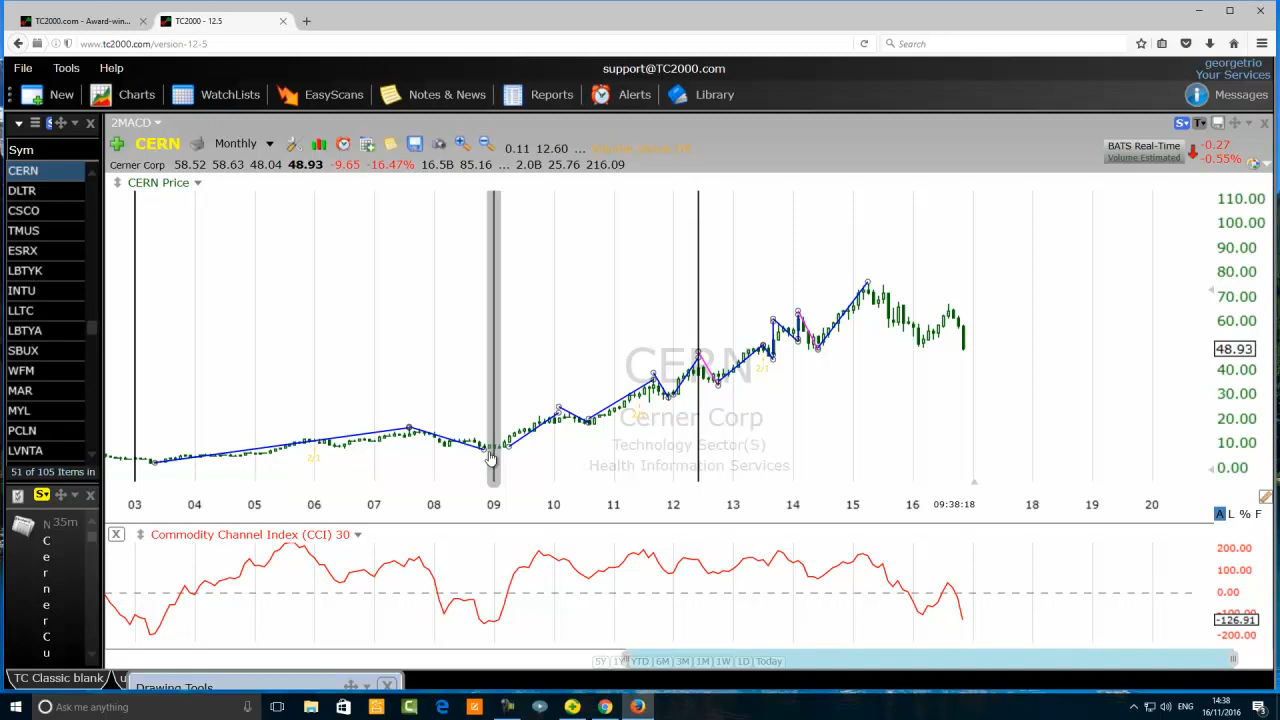 TC2000.com - Award-win...
TC2000 - 12.5
www.tc2000.com/version-12-5
Search
File Tools Help
support@TC2000.com
georgetrio
Your Services
New Charts WatchLists EasyScans Notes & News Reports Alerts Library
Messages
2MACD
Sym
CERN Monthly 0.11 12.60 ...
Cerner Corp 58.52 58.63 48.04 48.93 -9.65 -16.47% 16.5B 85.16 ... 2.0B 25.76 216.09
BATS Real-Time
Volume Estimated
-0.27
-0.55%
CERN
DLTR
CSCO
TMUS
ESRX
LBTYK
INTU
LLTC
LBTYA
SBUX
WFM
MAR
MYL
PCLN
LVNTA
51 of 105 Items in
CERN Price
110.00
100.00
90.00
80.00
70.00
60.00
48.93
40.00
30.00
20.00
10.00
0.00
CERN
Cerner Corp
Technology Sector(S)
Health Information Services
2/1
2/1
03 04 05 06 07 08 09 10 11 12 13 14 15 16 09:38:18 18 19 20
A L % F
35m
N
C
e
r
n
e
r
C
u
Commodity Channel Index (CCI) 30
200.00
100.00
0.00
-126.91
-200.00
5Y 1Y YTD 6M 3M 1M 1W 1D Today
TC Classic blank
Drawing Tools
Ask me anything
ENG
14:38
16/11/2016